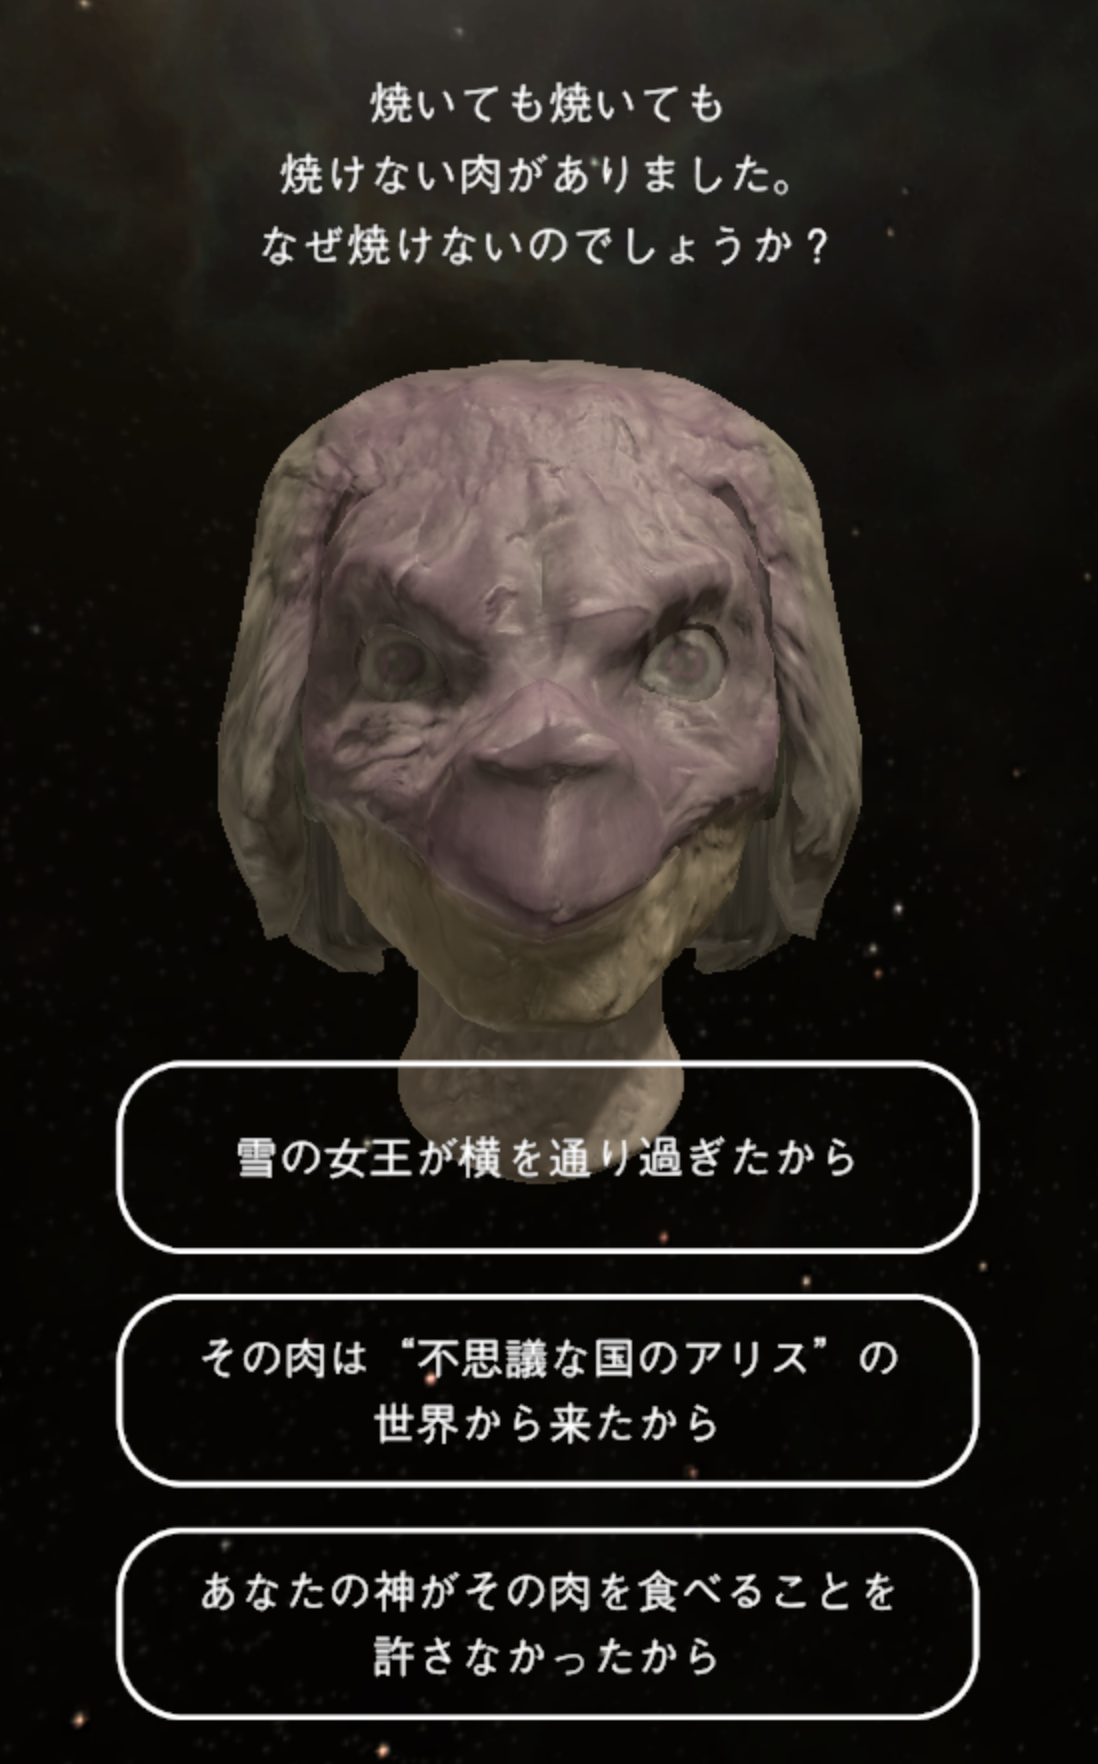 焼いても焼いても
焼けない肉がありました。
なぜ焼けないのでしょうか？
雪の女王が横を通り過ぎたから
その肉は“不思議な国のアリス”の
世界から来たから
あなたの神がその肉を食べることを
許さなかったから